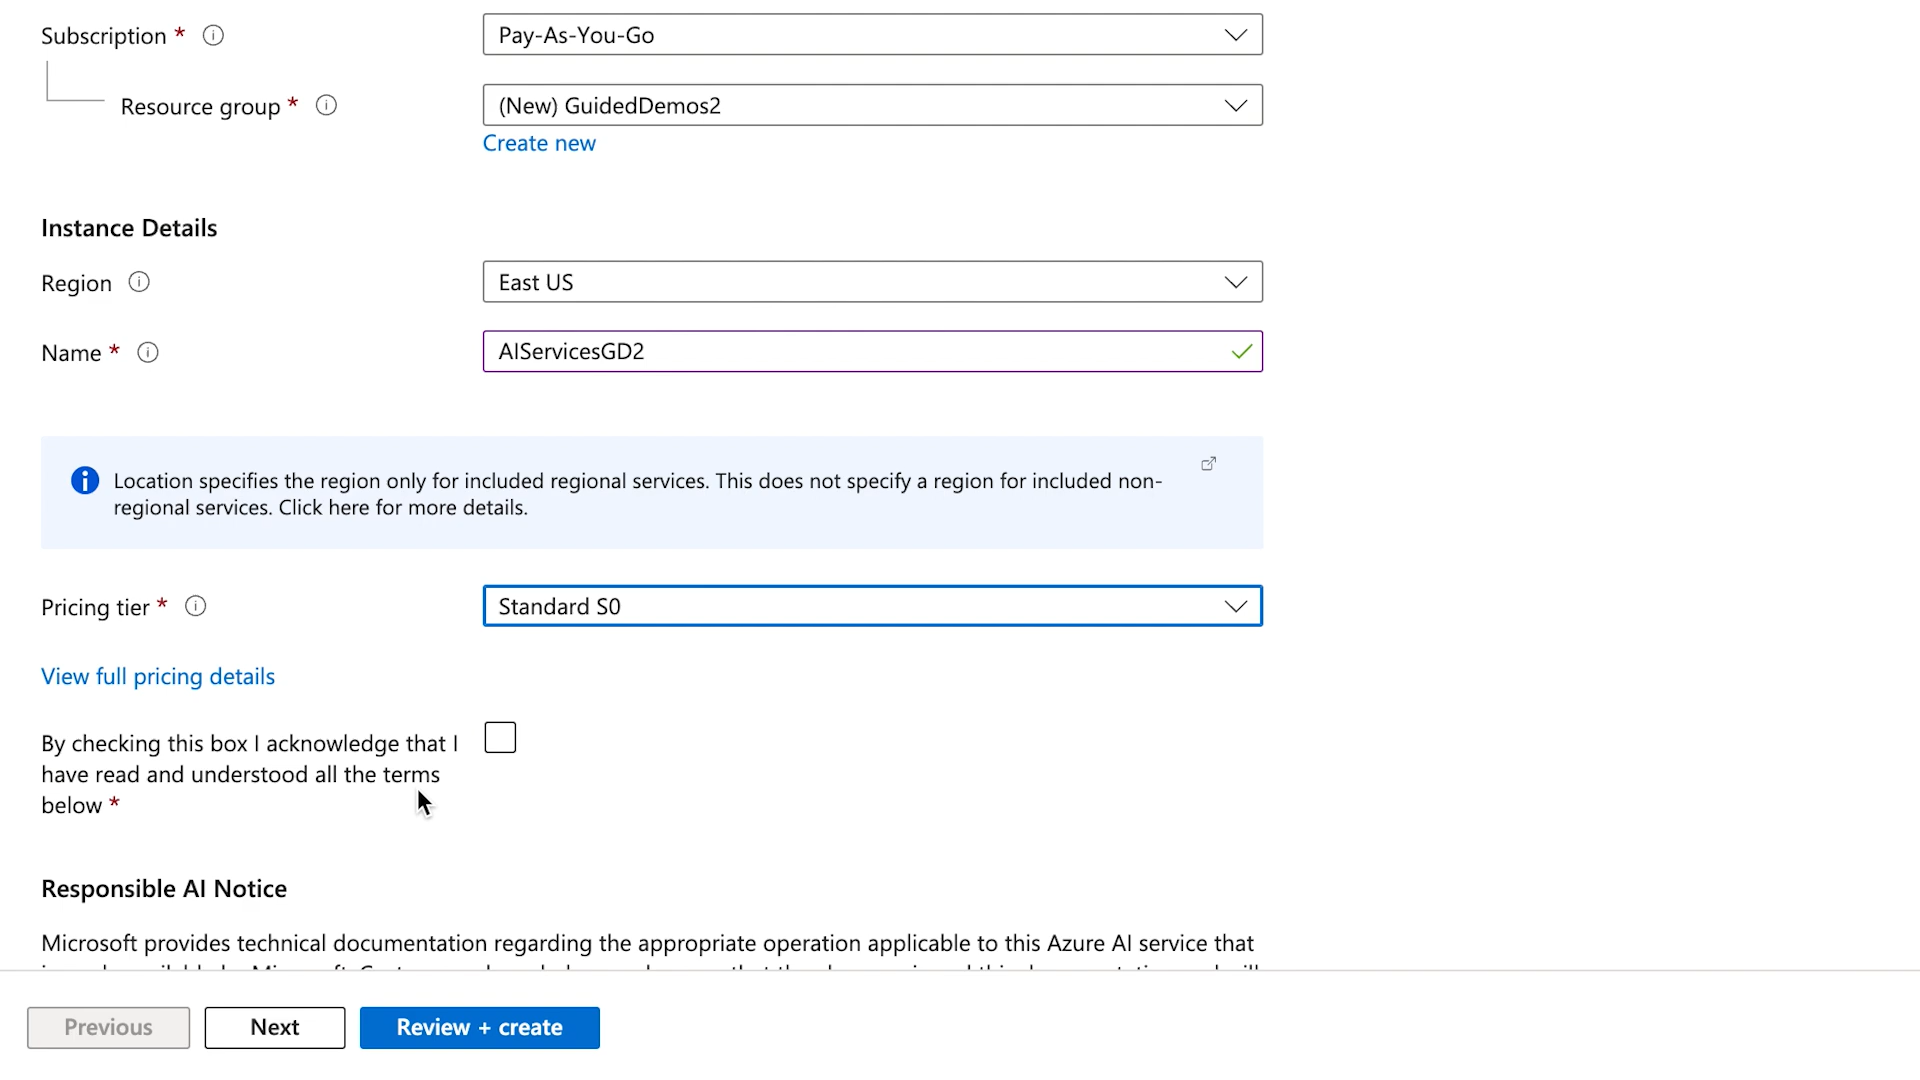 Subscription *
Pay-As-You-Go
Resource group *
(New) GuidedDemos2
Create new
Instance Details
Region
East US
Name *
AIServicesGD2
Location specifies the region only for included regional services. This does not specify a region for included non-
regional services. Click here for more details.
Pricing tier *
Standard S0
View full pricing details
By checking this box I acknowledge that I
have read and understood all the terms
below *
Responsible AI Notice
Microsoft provides technical documentation regarding the appropriate operation applicable to this Azure AI service that
Previous
Next
Review + create